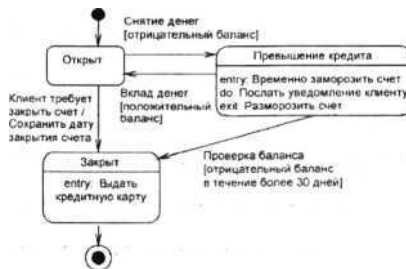 Снятие денег
[отрицательный баланс]
Открыт
Превышение кредита
entry: Временно заморозить счет
do: Послать уведомление клиенту
exit Разморозить счет
Вклад денег
[положительный
баланс]
Клиент требует
закрыть счет /
Сохранить дату
закрытия счета
Закрыт
entry: Выдать
кредитную карту
Проверка баланса
[отрицательный баланс
в течение более 30 дней]